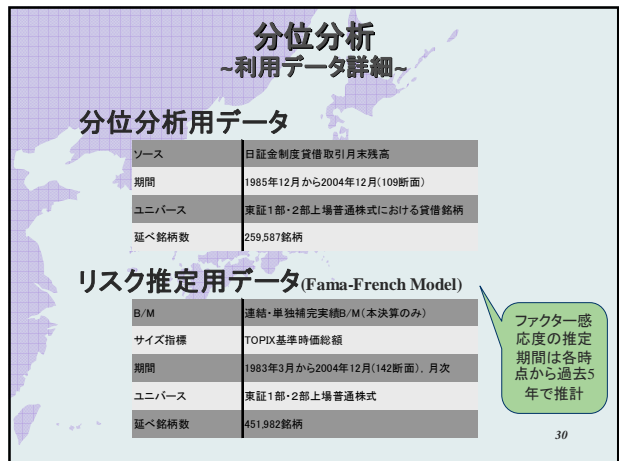 分位分析
~利用データ詳細~
分位分析用データ
ソース 日証金制度貸借取引月末残高
期間 1985年12月から2004年12月(109断面)
ユニバース 東証1部・2部上場普通株式における貸借銘柄
延べ銘柄数 259,587銘柄
リスク推定用データ(Fama-French Model)
B/M 連結・単独補完実績B/M(本決算のみ)
サイズ指標 TOPIX基準時価総額
期間 1983年3月から2004年12月(142断面), 月次
ユニバース 東証1部・2部上場普通株式
延べ銘柄数 451,982銘柄
ファクター感
応度の推定
期間は各時
点から過去5
年で推計
30